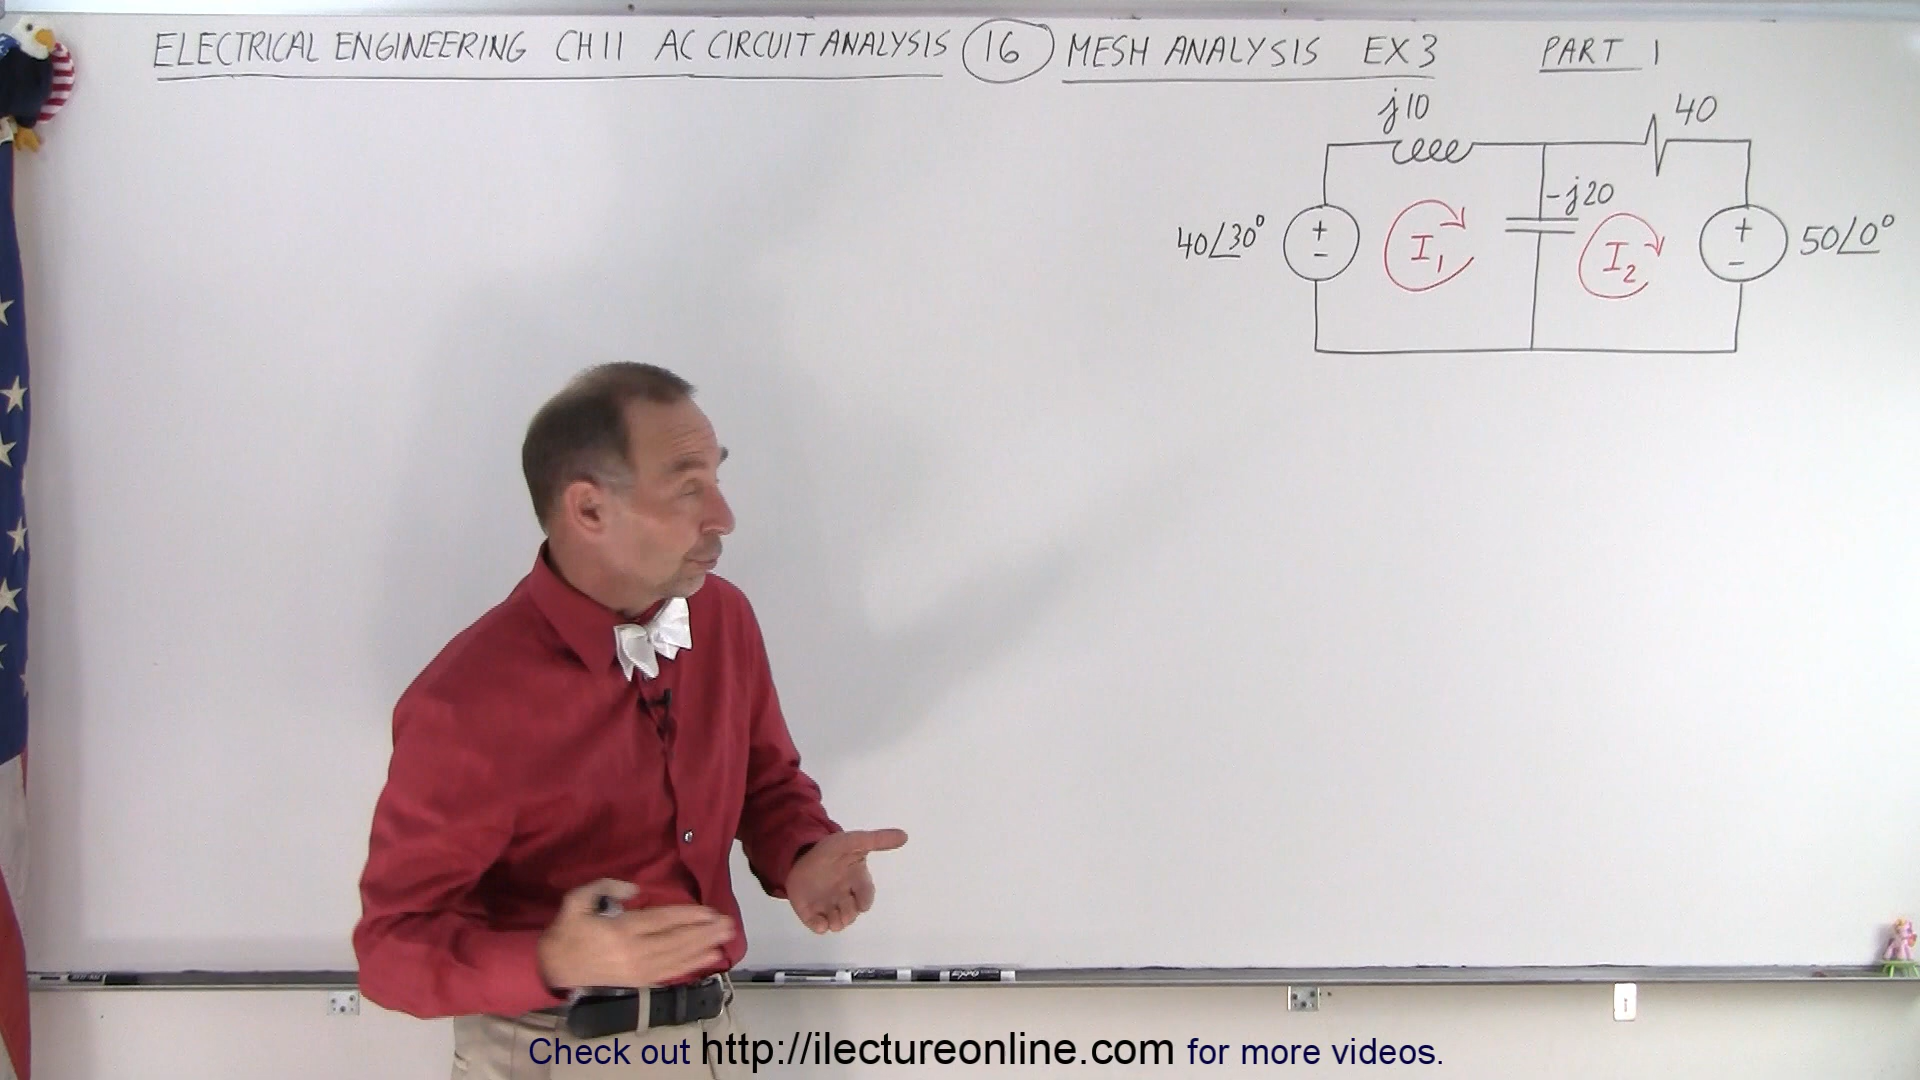 ELECTRICAL ENGINEERING CH 11 AC CIRCUIT ANALYSIS 16 MESH ANALYSIS EX 3 PART 1
j10
40
-j20
40∠30°
+
-
I₁
I₂
+
-
50∠0°
Check out http://ilectureonline.com for more videos.